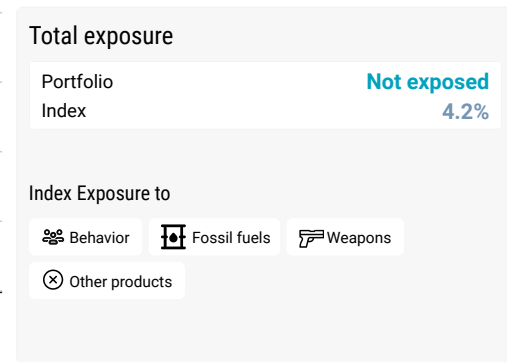 Total exposure
Portfolio Not exposed
Index 4.2%
Index Exposure to
Behavior Fossil fuels Weapons
Other products